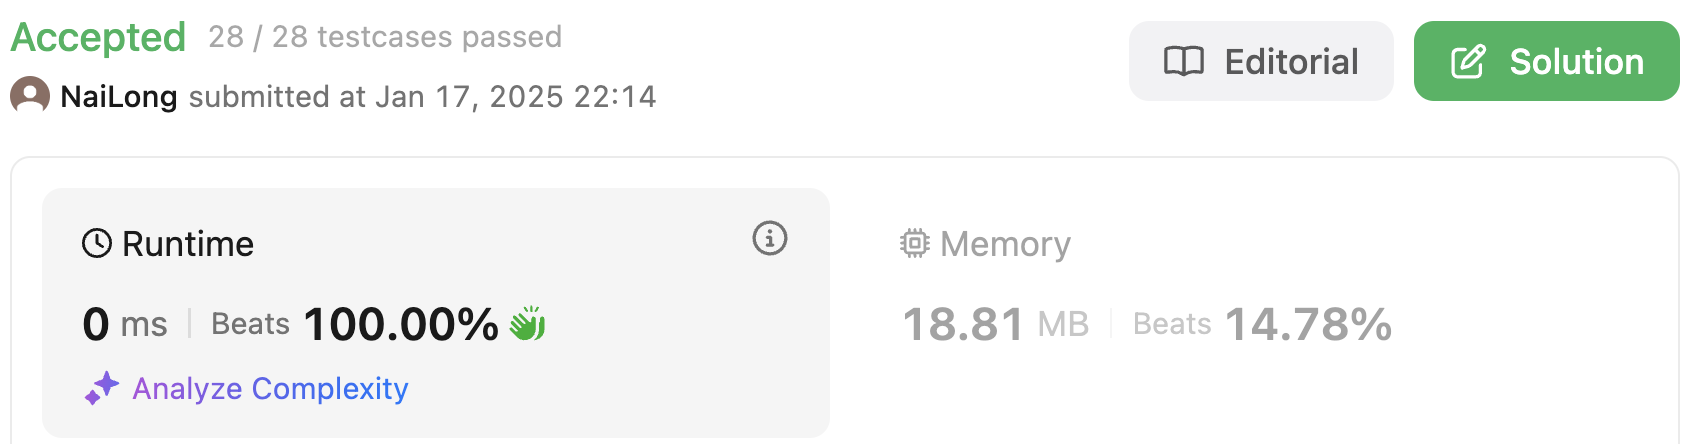 Accepted 28 / 28 testcases passed
NaiLong submitted at Jan 17, 2025 22:14
Editorial
Solution
Runtime
0 ms Beats 100.00%
Analyze Complexity
Memory
18.81 MB Beats 14.78%